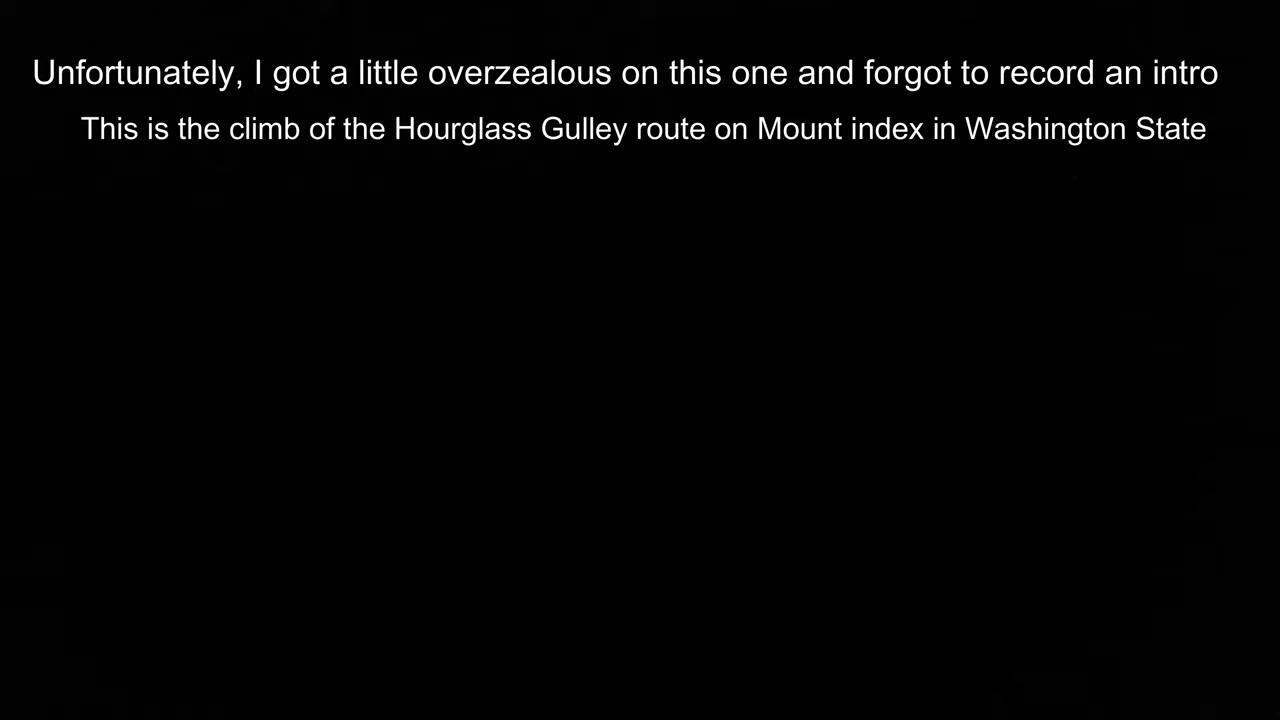 Unfortunately, I got a little overzealous on this one and forgot to record an intro
This is the climb of the Hourglass Gulley route on Mount index in Washington State